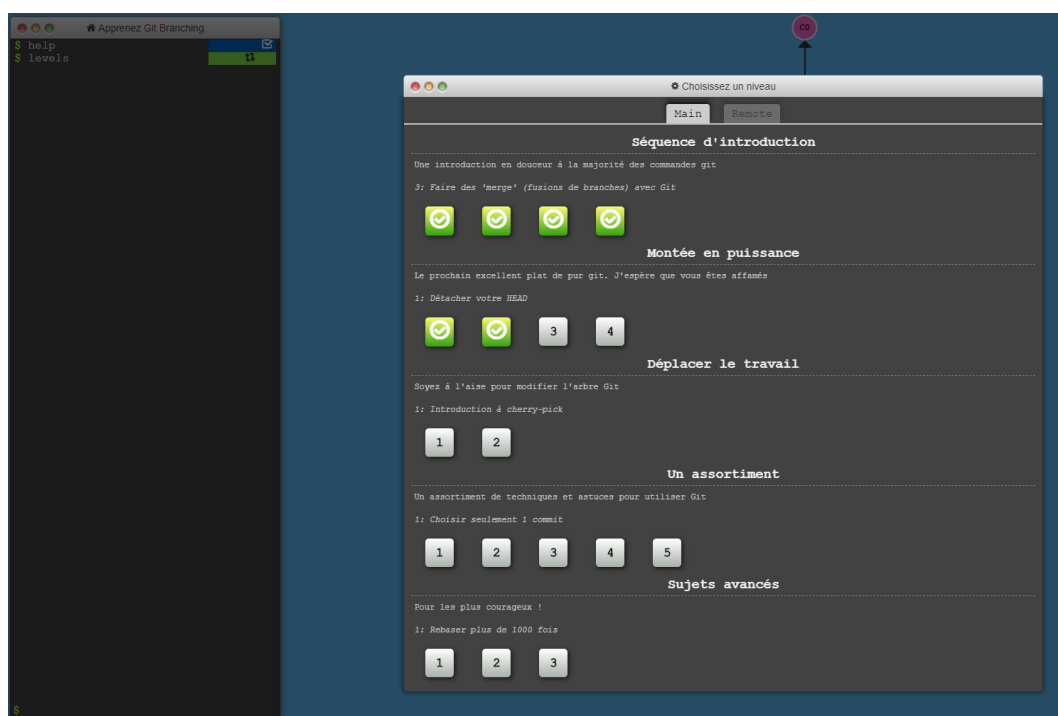 Apprenez Git Branching
$ help
$ levels
$
C0
Choisissez un niveau
Main Remote
Séquence d'introduction
Une introduction en douceur à la majorité des commandes git
3: Faire des 'merge' (fusions de branches) avec Git
Montée en puissance
Le prochain excellent plat de pur git. J'espère que vous êtes affamés
1: Détacher votre HEAD
3 4
Déplacer le travail
Soyez à l'aise pour modifier l'arbre Git
1: Introduction à cherry-pick
1 2
Un assortiment
Un assortiment de techniques et astuces pour utiliser Git
1: Choisir seulement 1 commit
1 2 3 4 5
Sujets avancés
Pour les plus courageux !
1: Rebaser plus de 1000 fois
1 2 3